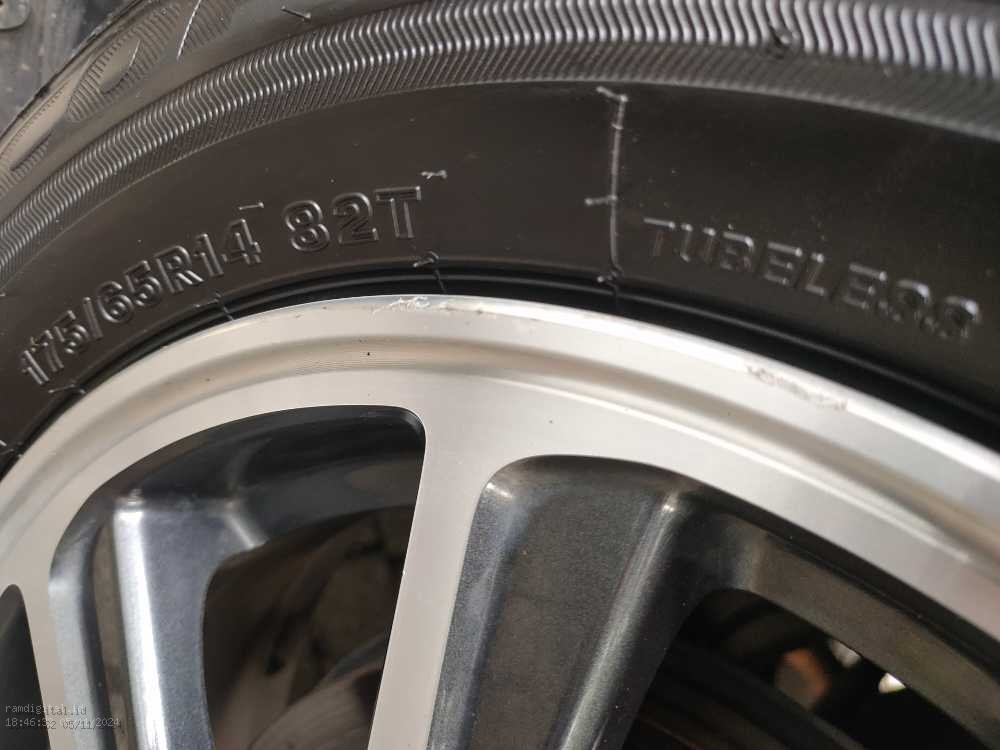 175/65R14 82T
TUBELESS
ramdigital.id
18:46:32 05/11/2024